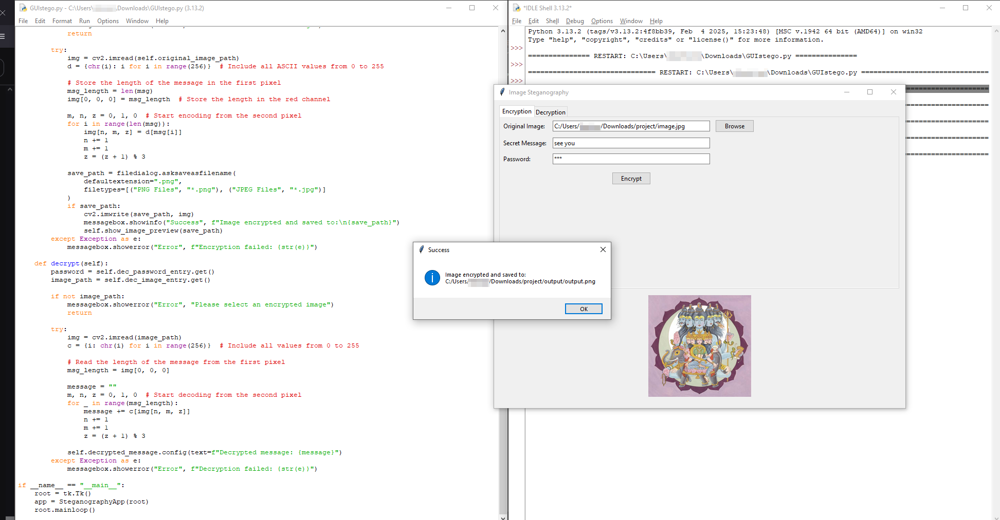 GUIstego.py - C:\Users\ \Downloads\GUIstego.py (3.13.2)
File Edit Format Run Options Window Help
return
try:
img = cv2.imread(self.original_image_path)
d = {chr(i): i for i in range(256)}  # Include all ASCII values from 0 to 255
# Store the length of the message in the first pixel
msg_length = len(msg)
img[0, 0, 0] = msg_length  # Store the length in the red channel
m, n, z = 0, 1, 0  # Start encoding from the second pixel
for i in range(len(msg)):
img[n, m, z] = d[msg[i]]
n += 1
m += 1
z = (z + 1) % 3
save_path = filedialog.asksaveasfilename(
defaultextension=".png",
filetypes=[("PNG Files", "*.png"), ("JPEG Files", "*.jpg")]
)
if save_path:
cv2.imwrite(save_path, img)
messagebox.showinfo("Success", f"Image encrypted and saved to:\n{save_path}")
self.show_image_preview(save_path)
except Exception as e:
messagebox.showerror("Error", f"Encryption failed: {str(e)}")
def decrypt(self):
password = self.dec_password_entry.get()
image_path = self.dec_image_entry.get()
if not image_path:
messagebox.showerror("Error", "Please select an encrypted image")
return
try:
img = cv2.imread(image_path)
c = {i: chr(i) for i in range(256)}  # Include all values from 0 to 255
# Read the length of the message from the first pixel
msg_length = img[0, 0, 0]
message = ""
m, n, z = 0, 1, 0  # Start decoding from the second pixel
for _ in range(msg_length):
message += c[img[n, m, z]]
n += 1
m += 1
z = (z + 1) % 3
self.decrypted_message.config(text=f"Decrypted message: {message}")
except Exception as e:
messagebox.showerror("Error", f"Decryption failed: {str(e)}")
if __name__ == "__main__":
root = tk.Tk()
app = SteganographyApp(root)
root.mainloop()
*IDLE Shell 3.13.2*
File Edit Shell Debug Options Window Help
Python 3.13.2 (tags/v3.13.2:4f8bb39, Feb  4 2025, 15:23:48) [MSC v.1942 64 bit (AMD64)] on win32
Type "help", "copyright", "credits" or "license()" for more information.
>>>
=============== RESTART: C:\Users\ \Downloads\GUIstego.py ===============
>>>
=============================== RESTART: C:\Users\ \Downloads\GUIstego.py ===============================
>>>
Image Steganography
Encryption Decryption
Original Image: C:/Users/ /Downloads/project/image.jpg Browse
Secret Message: see you
Password: ***
Encrypt
Success
Image encrypted and saved to:
C:/Users/ /Downloads/project/output/output.png
OK